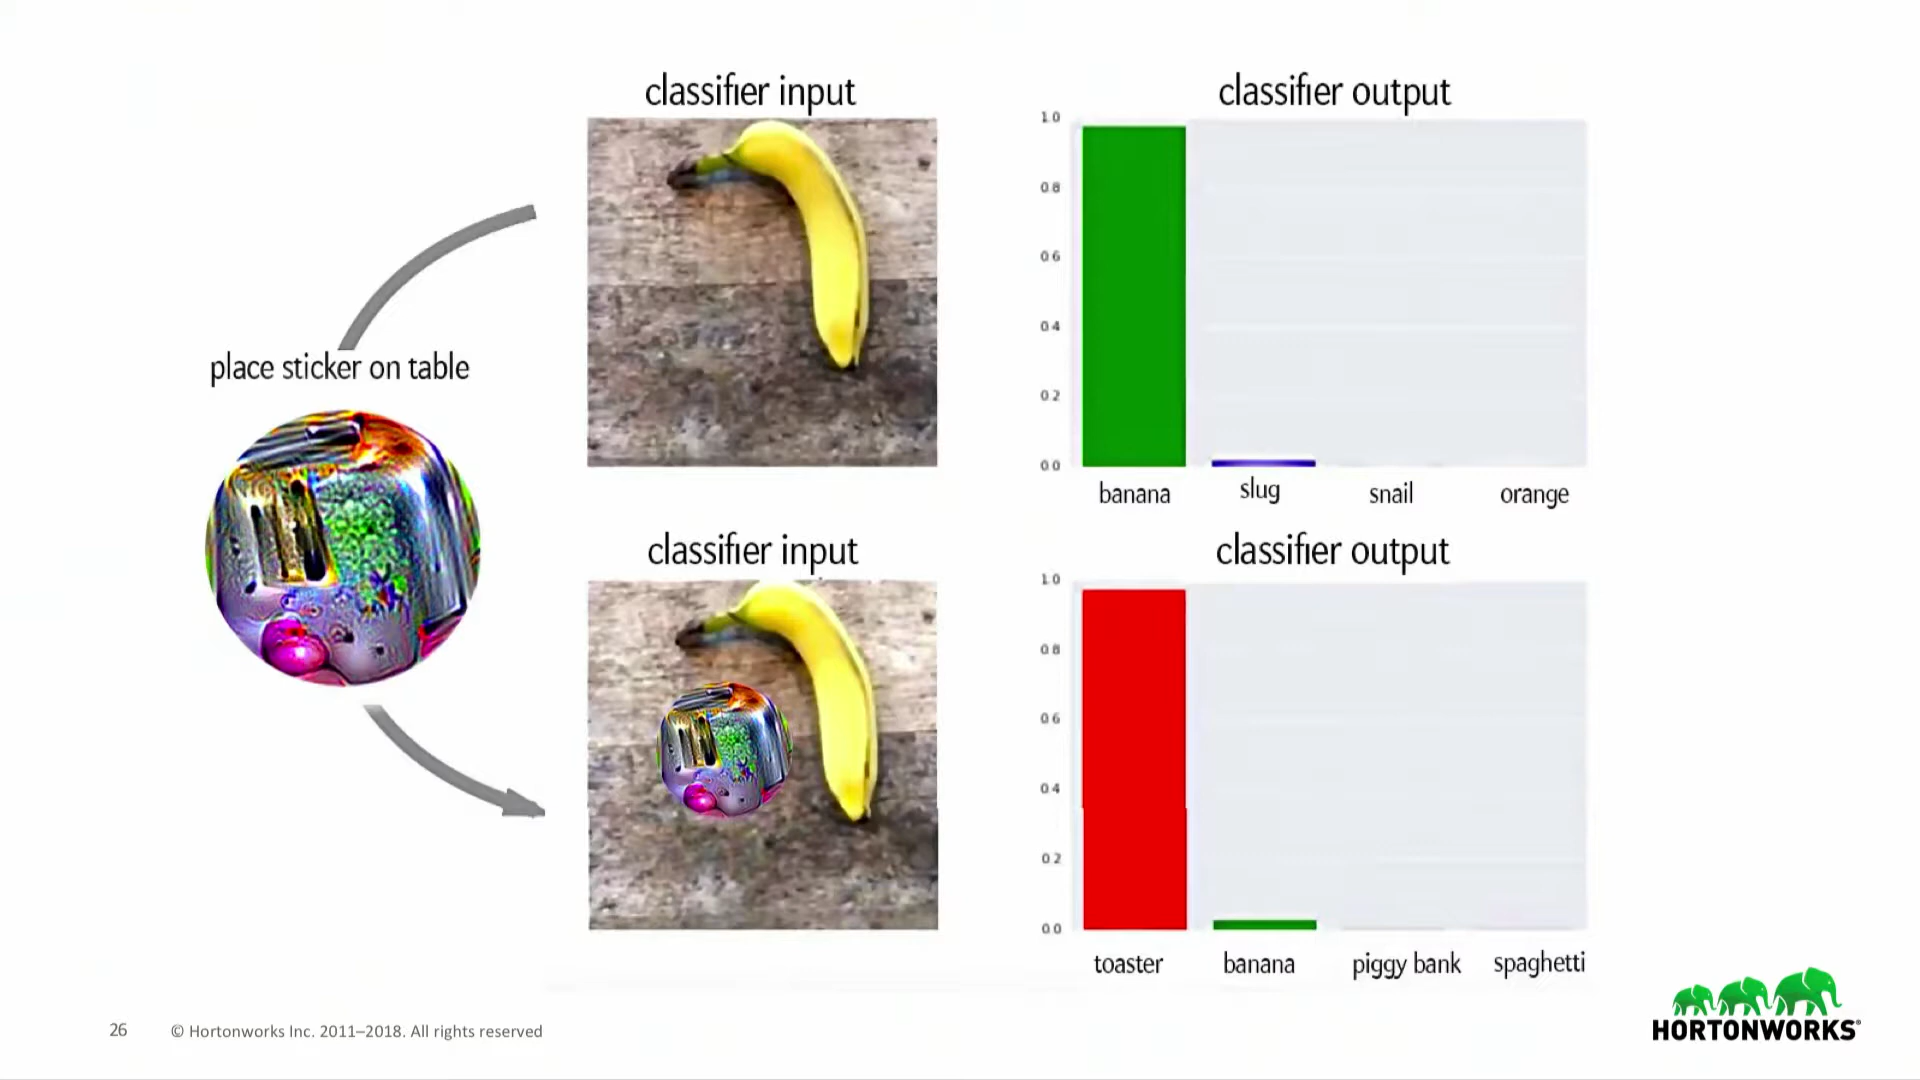 classifier input
classifier output
1.0
0.8
0.6
0.4
0.2
0.0
banana
slug
snail
orange
place sticker on table
classifier input
classifier output
1.0
0.8
0.6
0.4
0.2
0.0
toaster
banana
piggy bank
spaghetti
26
© Hortonworks Inc. 2011–2018. All rights reserved
HORTONWORKS®